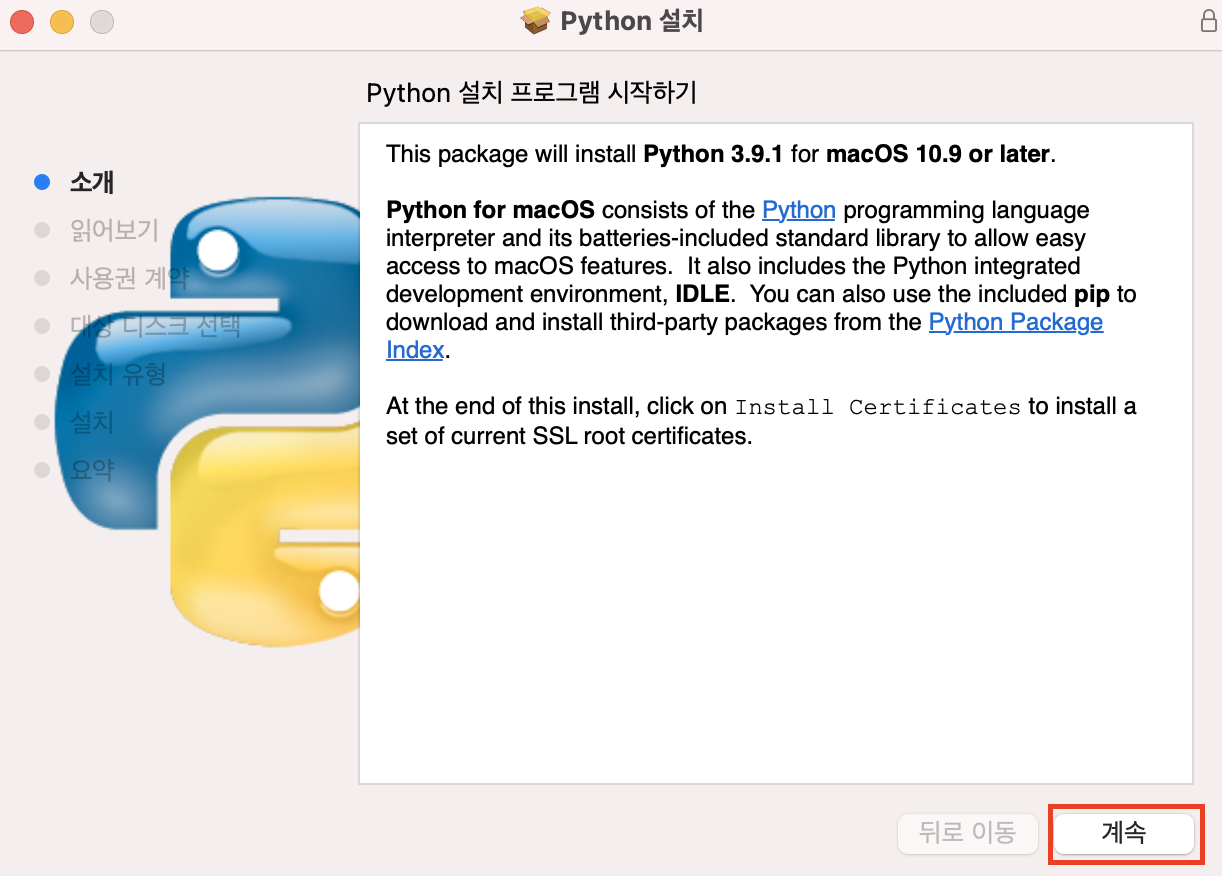 Python 설치
Python 설치 프로그램 시작하기
소개
읽어보기
사용권 계약
대상 디스크 선택
설치 유형
설치
요약
This package will install Python 3.9.1 for macOS 10.9 or later.
Python for macOS consists of the Python programming language
interpreter and its batteries-included standard library to allow easy
access to macOS features.  It also includes the Python integrated
development environment, IDLE.  You can also use the included pip to
download and install third-party packages from the Python Package
Index.
At the end of this install, click on Install Certificates to install a
set of current SSL root certificates.
뒤로 이동
계속